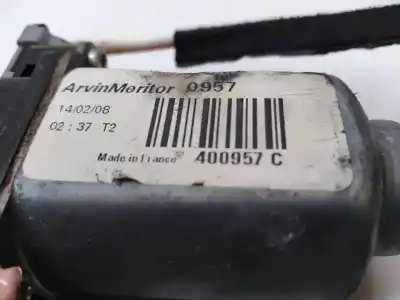 ArvinMeritor 0957
14/02/08
02 : 37 T2
Made in France 400957 C